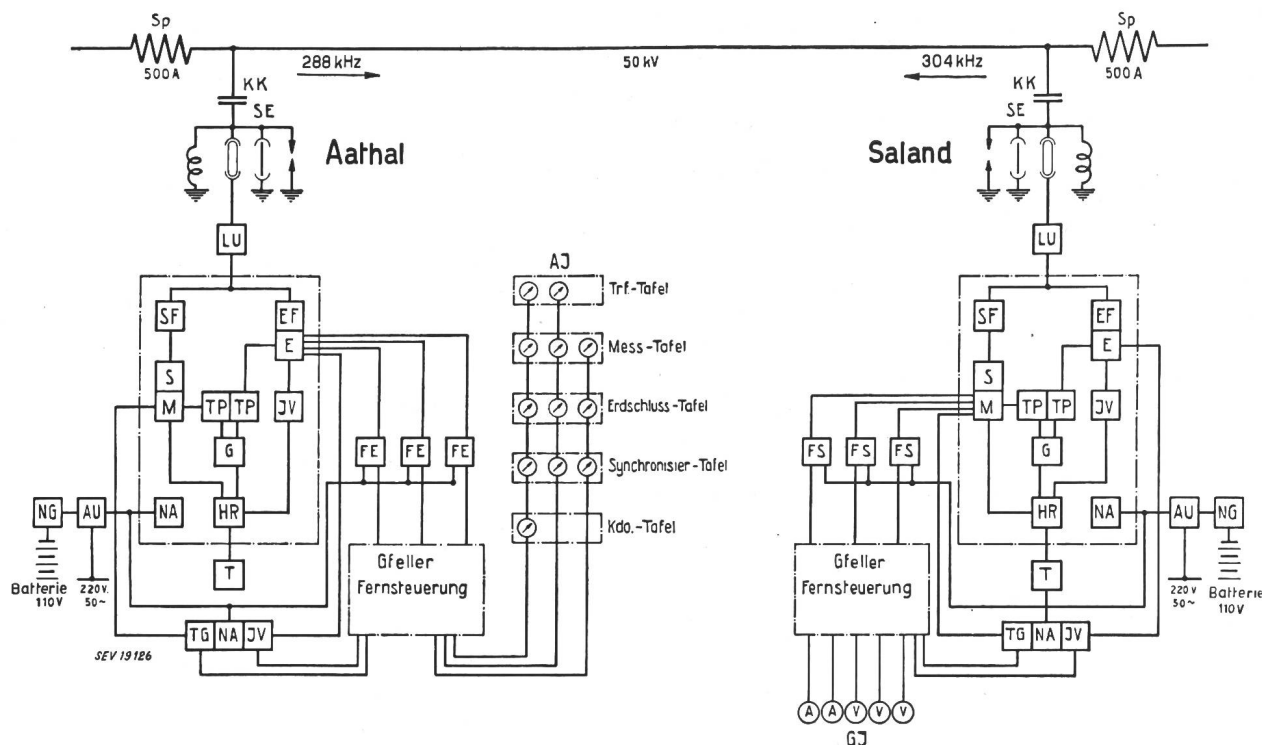 Sp Sp
500A 288 kHz 50 kV 304 kHz 500A
KK KK
SE SE
Aathal Saland
LU LU
AJ
Trf.-Tafel
SF EF SF EF
E Mess-Tafel E
S S
M TP TP JV Erdschluss-Tafel M TP TP JV
G FE FE FE Synchronisier-Tafel FS FS FS G
NG AU NA HR HR NA AU NG
Kdo.-Tafel
Gfeller Fernsteuerung
Gfeller Fernsteuerung
T T
Batterie 110V 220V. 50~ 220V 50~ Batterie 110V
TG NA JV TG NA JV
SEV 19126
A A V V V
GJ